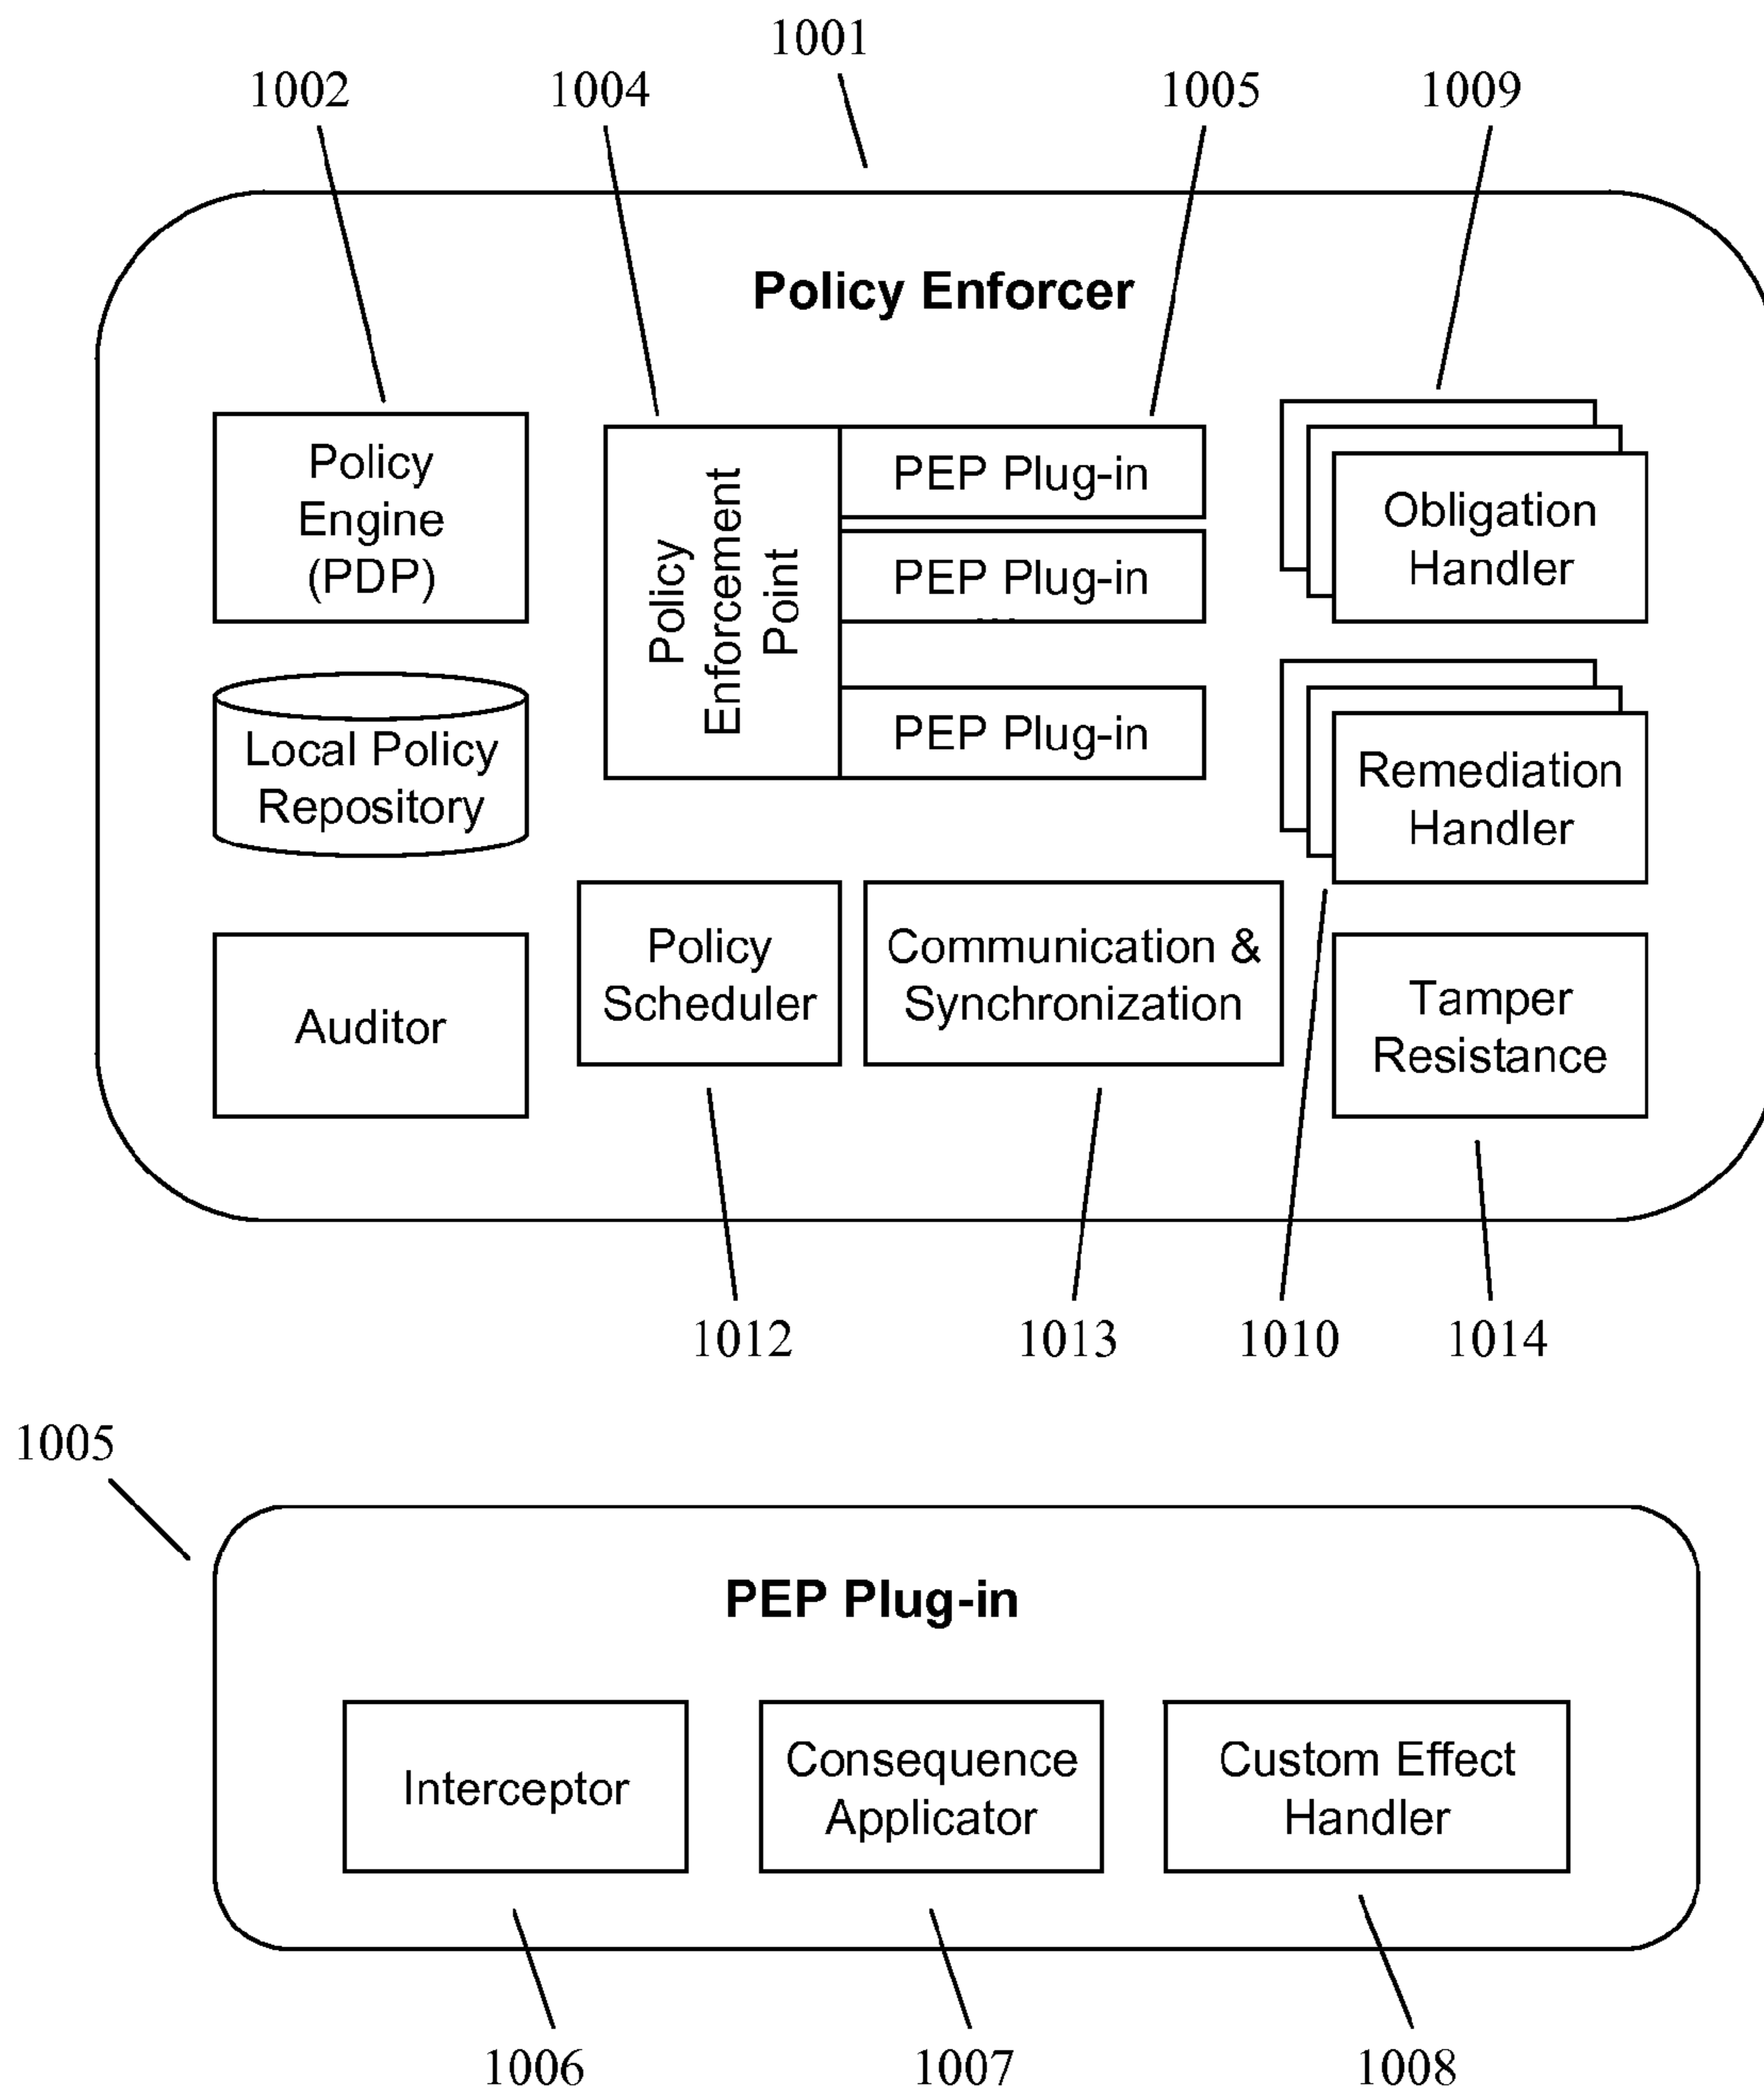 1001
1002
1004
1005
1009
Policy Enforcer
Policy
Engine
(PDP)
Policy
Enforcement
Point
PEP Plug-in
PEP Plug-in
...
PEP Plug-in
Obligation
Handler
Local Policy
Repository
Remediation
Handler
Auditor
Policy
Scheduler
Communication &
Synchronization
Tamper
Resistance
1012
1013
1010
1014
1005
PEP Plug-in
Interceptor
Consequence
Applicator
Custom Effect
Handler
1006
1007
1008